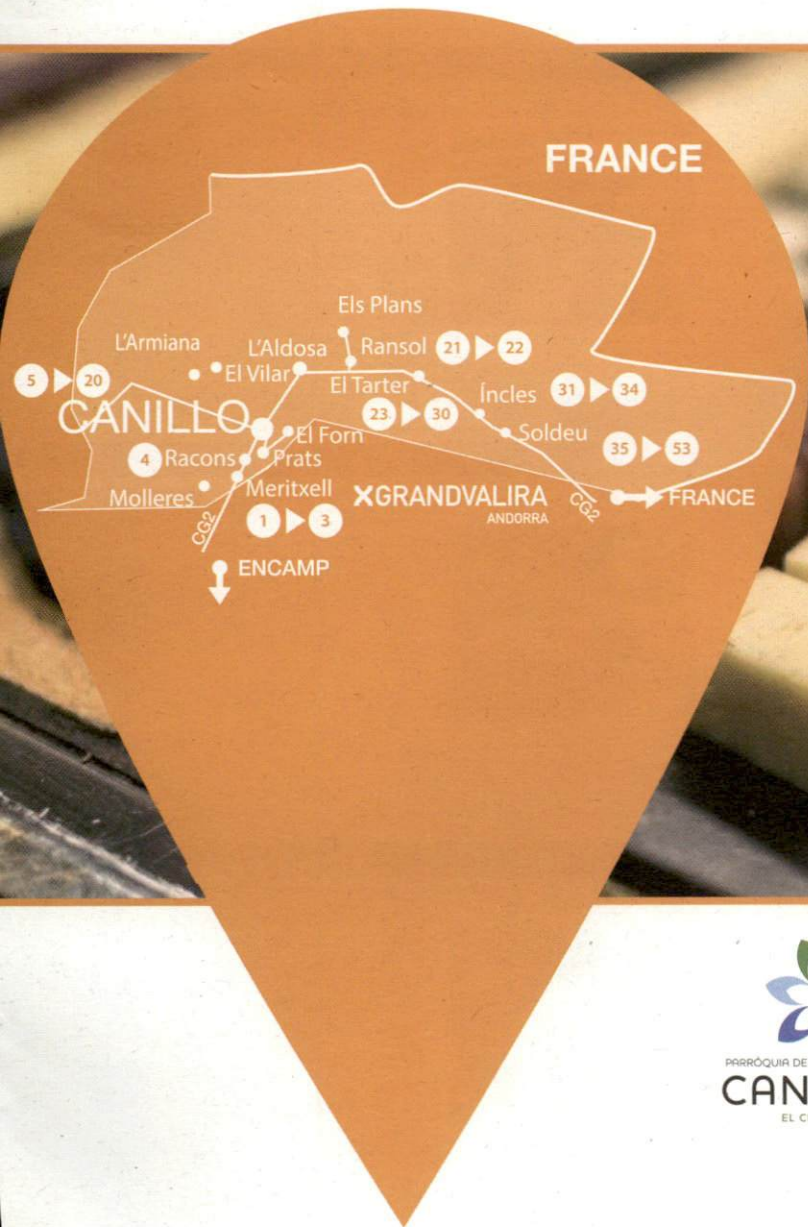 FRANCE
Els Plans
L'Armiana
L'Aldosa
Ransol
21
22
5
20
El Vilar
El Tarter
Íncles
31
34
CANILLO
23
30
El Forn
Soldeu
4
Racons
Prats
35
53
Molleres
Meritxell
XGRANDVALIRA
ANDORRA
CG2
FRANCE
1
3
CG2
ENCAMP
PARRÒQUIA DE
CAN
EL